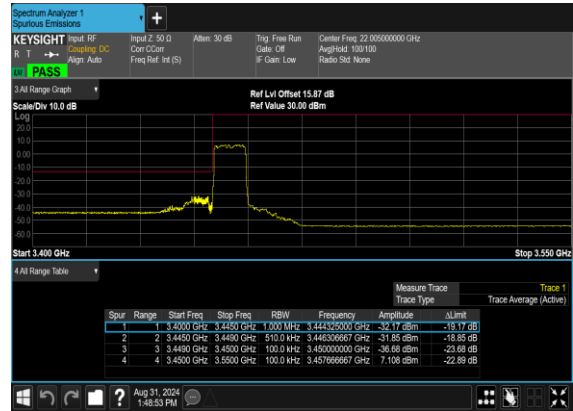 Spectrum Analyzer 1
Spurious Emissions
KEYSIGHT Input: RF Input Z: 50 Ω Atten: 30 dB Trig: Free Run Center Freq: 22.005000000 GHz
R T Coupling: DC Corr CCorr Gate: Off Avg|Hold: 100/100
Align: Auto Freq Ref: Int (S) IF Gain: Low Radio Std: None
LW PASS
3 All Range Graph
Ref Lvl Offset 15.87 dB
Scale/Div 10.0 dB Ref Value 30.00 dBm
Log
20.0
10.0
0.00
-10.0
-20.0
-30.0
-40.0
-50.0
-60.0
Start 3.400 GHz Stop 3.550 GHz
4 All Range Table
Measure Trace Trace 1
Trace Type Trace Average (Active)
Spur Range Start Freq Stop Freq RBW Frequency Amplitude ΔLimit
1 1 3.4000 GHz 3.4450 GHz 1.000 MHz 3.444325000 GHz -32.17 dBm -19.17 dB
2 2 3.4450 GHz 3.4490 GHz 510.0 kHz 3.446306667 GHz -31.85 dBm -18.85 dB
3 3 3.4490 GHz 3.4500 GHz 100.0 kHz 3.450000000 GHz -36.68 dBm -23.68 dB
4 4 3.4500 GHz 3.5500 GHz 100.0 kHz 3.457666667 GHz 7.108 dBm -22.89 dB
? Aug 31, 2024
1:48:53 PM